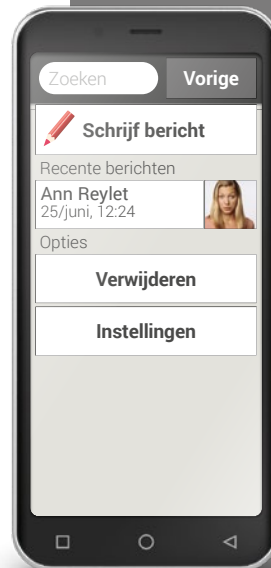 Zoeken
Vorige
Schrijf bericht
Recente berichten
Ann Reylet
25/juni, 12:24
Opties
Verwijderen
Instellingen